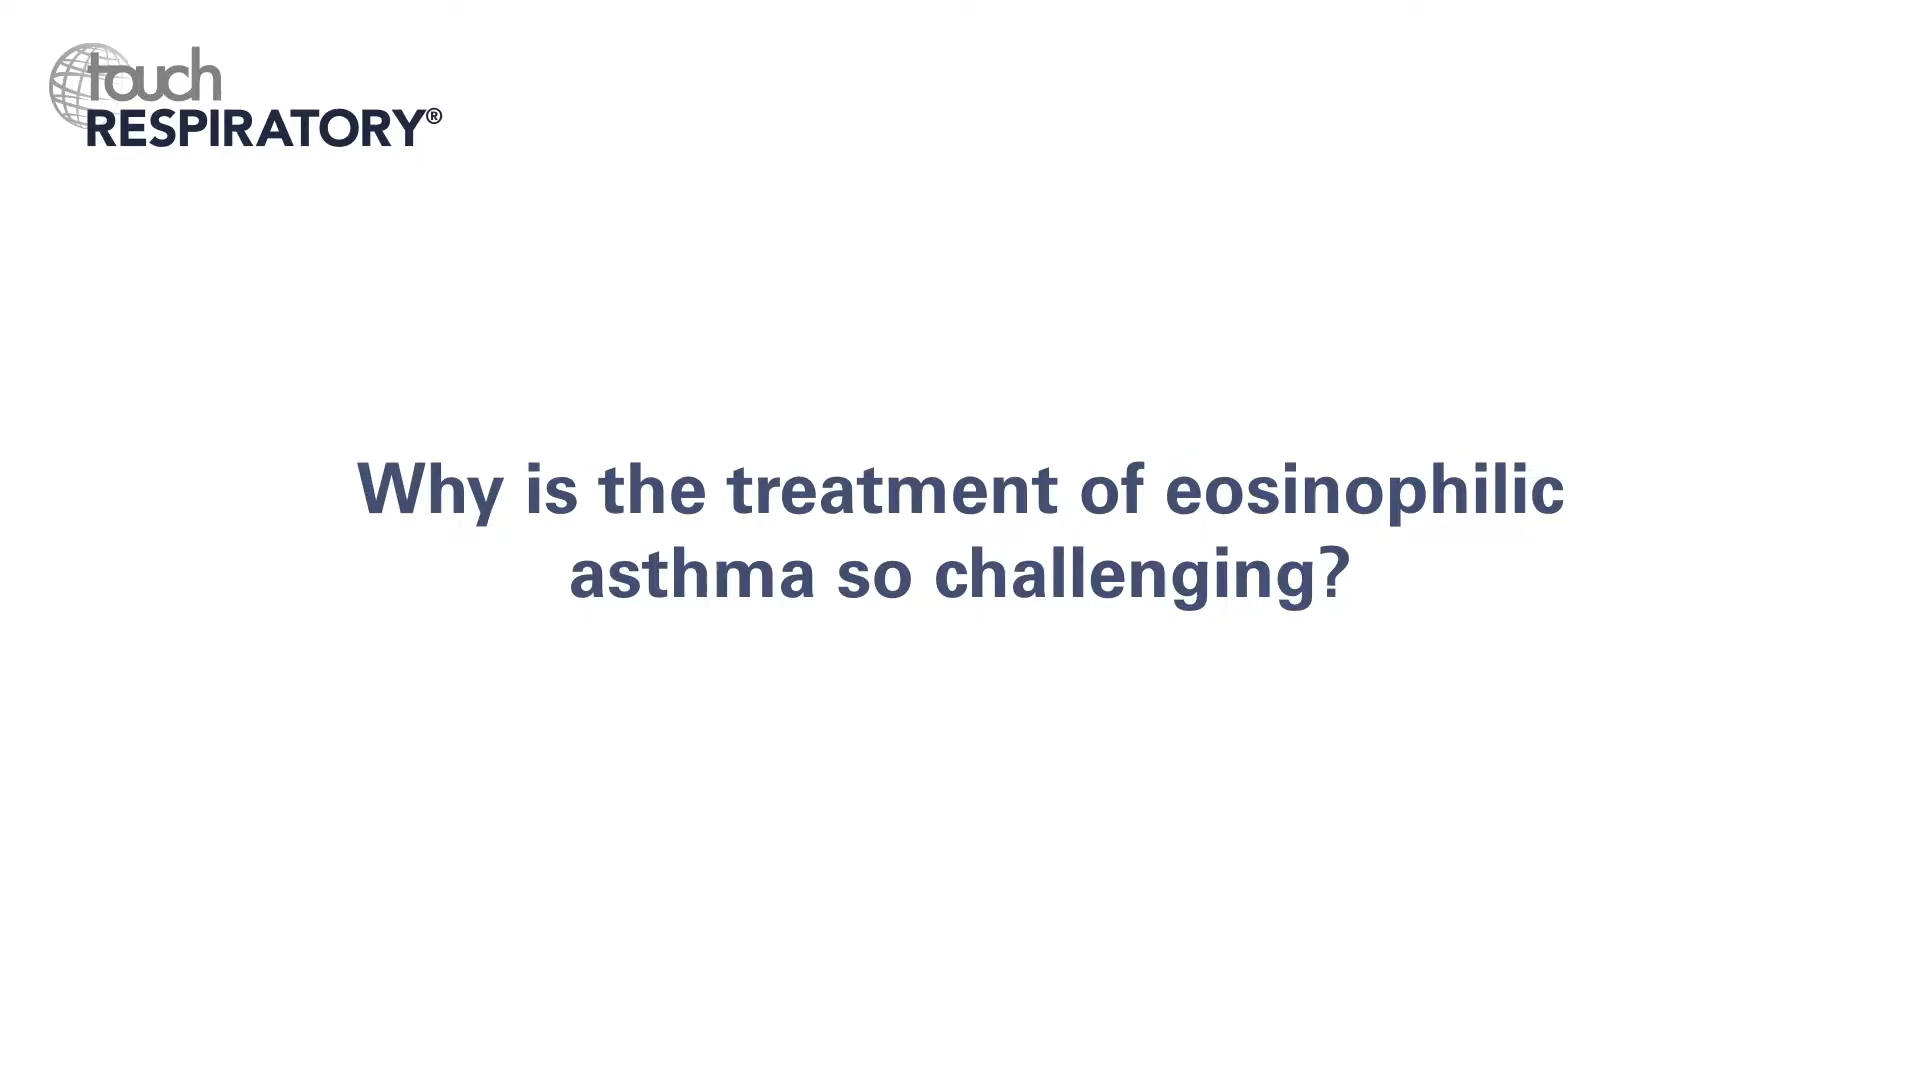 touch
RESPIRATORY®
Why is the treatment of eosinophilic
asthma so challenging?